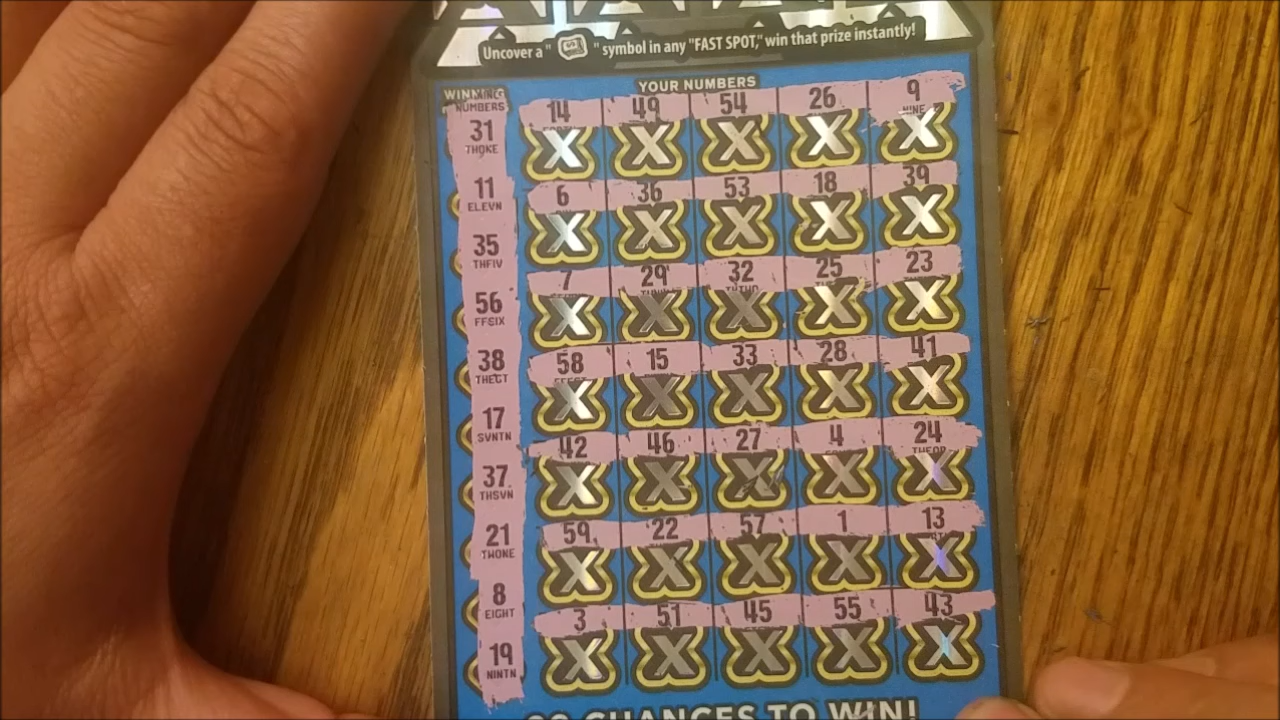 Uncover a " " symbol in any "FAST SPOT," win that prize instantly!
WINNING NUMBERS
YOUR NUMBERS
31 THONE
11 ELEVN
35 THFIV
56 FFSIX
38 THEGT
17 SVNTN
37 THSVN
21 TWONE
8 EIGHT
19 NINTN
14 49 54 26 9
NINE
X X X X X
6 36 53 18 39
X X X X X
7 29 32 25 23
X X X X X
58 15 33 28 41
X X X X X
42 46 27 4 24
X X X X X
59 22 57 1 13
X X X X X
3 51 45 55 43
X X X X X
CHANCES TO WIN!